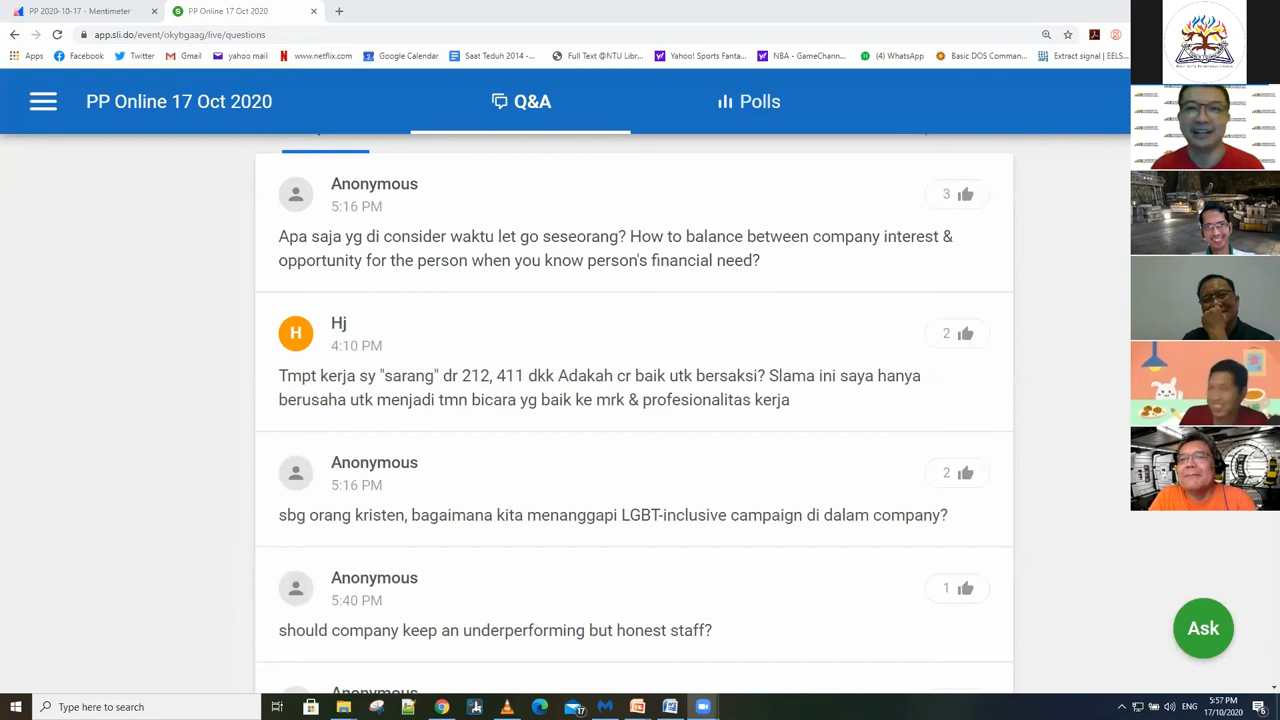 PP 2020-10-17 - Mentimeter
PP Online 17 Oct 2020
app.sli.do/event/okybgaag/live/questions
Apps
Facebook
Twitter
Gmail
yahoo mail
www.netflix.com
Google Calendar
Saat Teduh 2014 -...
Full Text @NTU Libr...
Yahoo! Sports Fanta...
NBA - GameChann...
(4) WhatsApp
Basic DOS Comman...
Extract signal | EELS...
PP Online 17 Oct 2020
Q&A
Polls
Anonymous
5:16 PM
3
Apa saja yg di consider waktu let go seseorang? How to balance between company interest &
opportunity for the person when you know person's financial need?
H
Hj
4:10 PM
2
Tmpt kerja sy "sarang" dr 212, 411 dkk Adakah cr baik utk bersaksi? Slama ini saya hanya
berusaha utk menjadi tmn bicara yg baik ke mrk & profesionalitas kerja
Anonymous
5:16 PM
2
sbg orang kristen, bagaimana kita menanggapi LGBT-inclusive campaign di dalam company?
Anonymous
5:40 PM
1
should company keep an underperforming but honest staff?
Anonymous
Ask
Type here to search
5:57 PM
17/10/2020